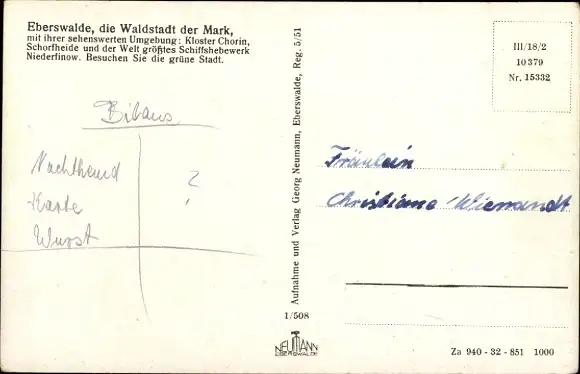 Eberswalde, die Waldstadt der Mark,
mit ihrer sehenswerten Umgebung: Kloster Chorin,
Schorfheide und der Welt größtes Schiffshebewerk
Niederfinow. Besuchen Sie die grüne Stadt.
Nachthemd
Karte
Wurst
?
Aufnahme und Verlag Georg Neumann, Eberswalde, Reg. 5/51
1/508
NEUMANN
EBERSWALDE
III/18/2
10379
Nr. 15332
Fräulein
Christiane
Za 940 - 32 - 851 1000